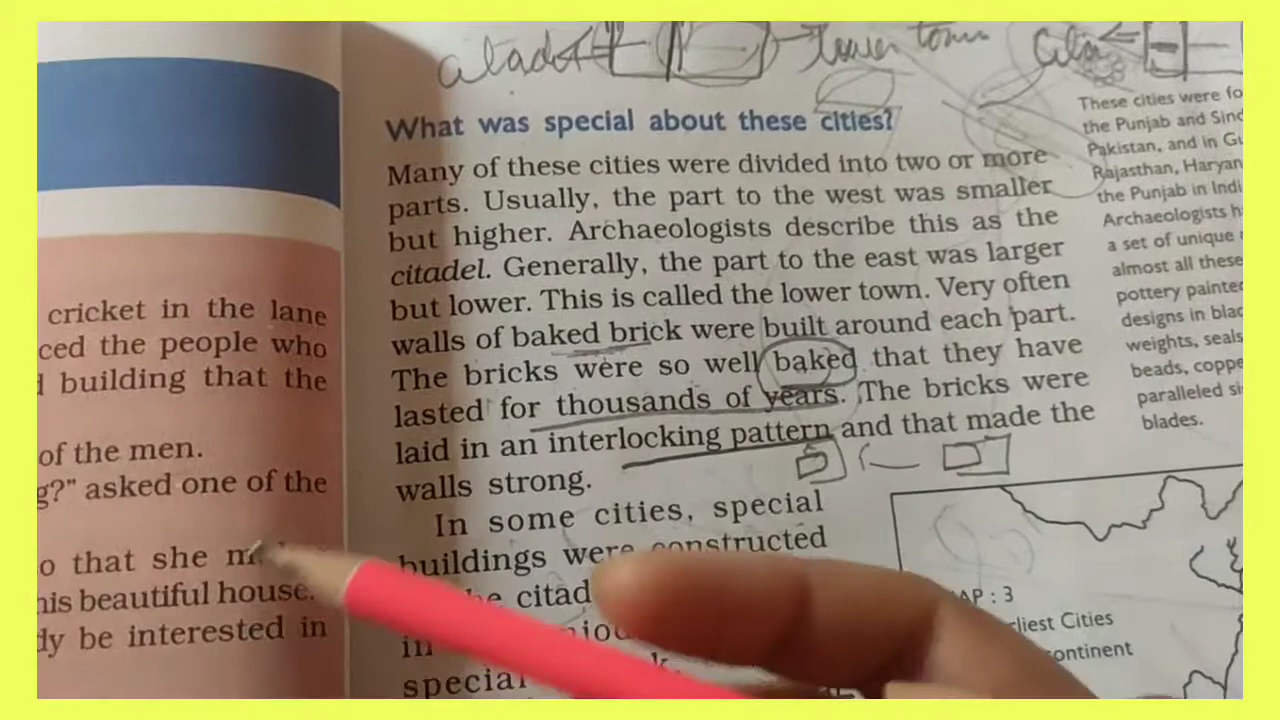 citadel lower town
What was special about these cities?
Many of these cities were divided into two or more
parts. Usually, the part to the west was smaller
but higher. Archaeologists describe this as the
citadel. Generally, the part to the east was larger
but lower. This is called the lower town. Very often
walls of baked brick were built around each part.
The bricks were so well baked that they have
lasted for thousands of years. The bricks were
laid in an interlocking pattern and that made the
walls strong.
In some cities, special
buildings were constructed
citad
in
special
These cities were fo
the Punjab and Sind
Pakistan, and in Gu
Rajasthan, Haryan
the Punjab in Indi
Archaeologists h
a set of unique
almost all these
pottery painted
designs in blac
weights, seals
beads, copper
paralleled si
blades.
AP : 3
rliest Cities
ontinent
cricket in the lane
ced the people who
building that the
of the men.
g?" asked one of the
o that she
his beautiful house.
dy be interested in